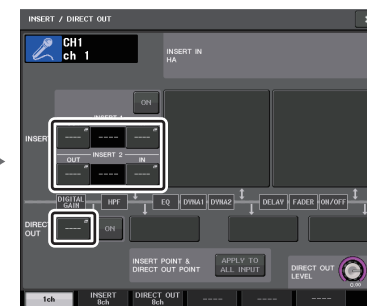 INSERT / DIRECT OUT
CH1
ch 1
INSERT IN
HA
ON
INSERT 1
INSERT
---- ---- ----
OUT INSERT 2 IN
---- ---- ----
DIGITAL GAIN HPF EQ DYNA1 DYNA2 DELAY FADER ON/OFF
DIRECT OUT
---- ON
INSERT POINT &
DIRECT OUT POINT
APPLY TO
ALL INPUT
DIRECT OUT
LEVEL
0.00
1ch
INSERT
8ch
DIRECT OUT
8ch
---- ---- ----